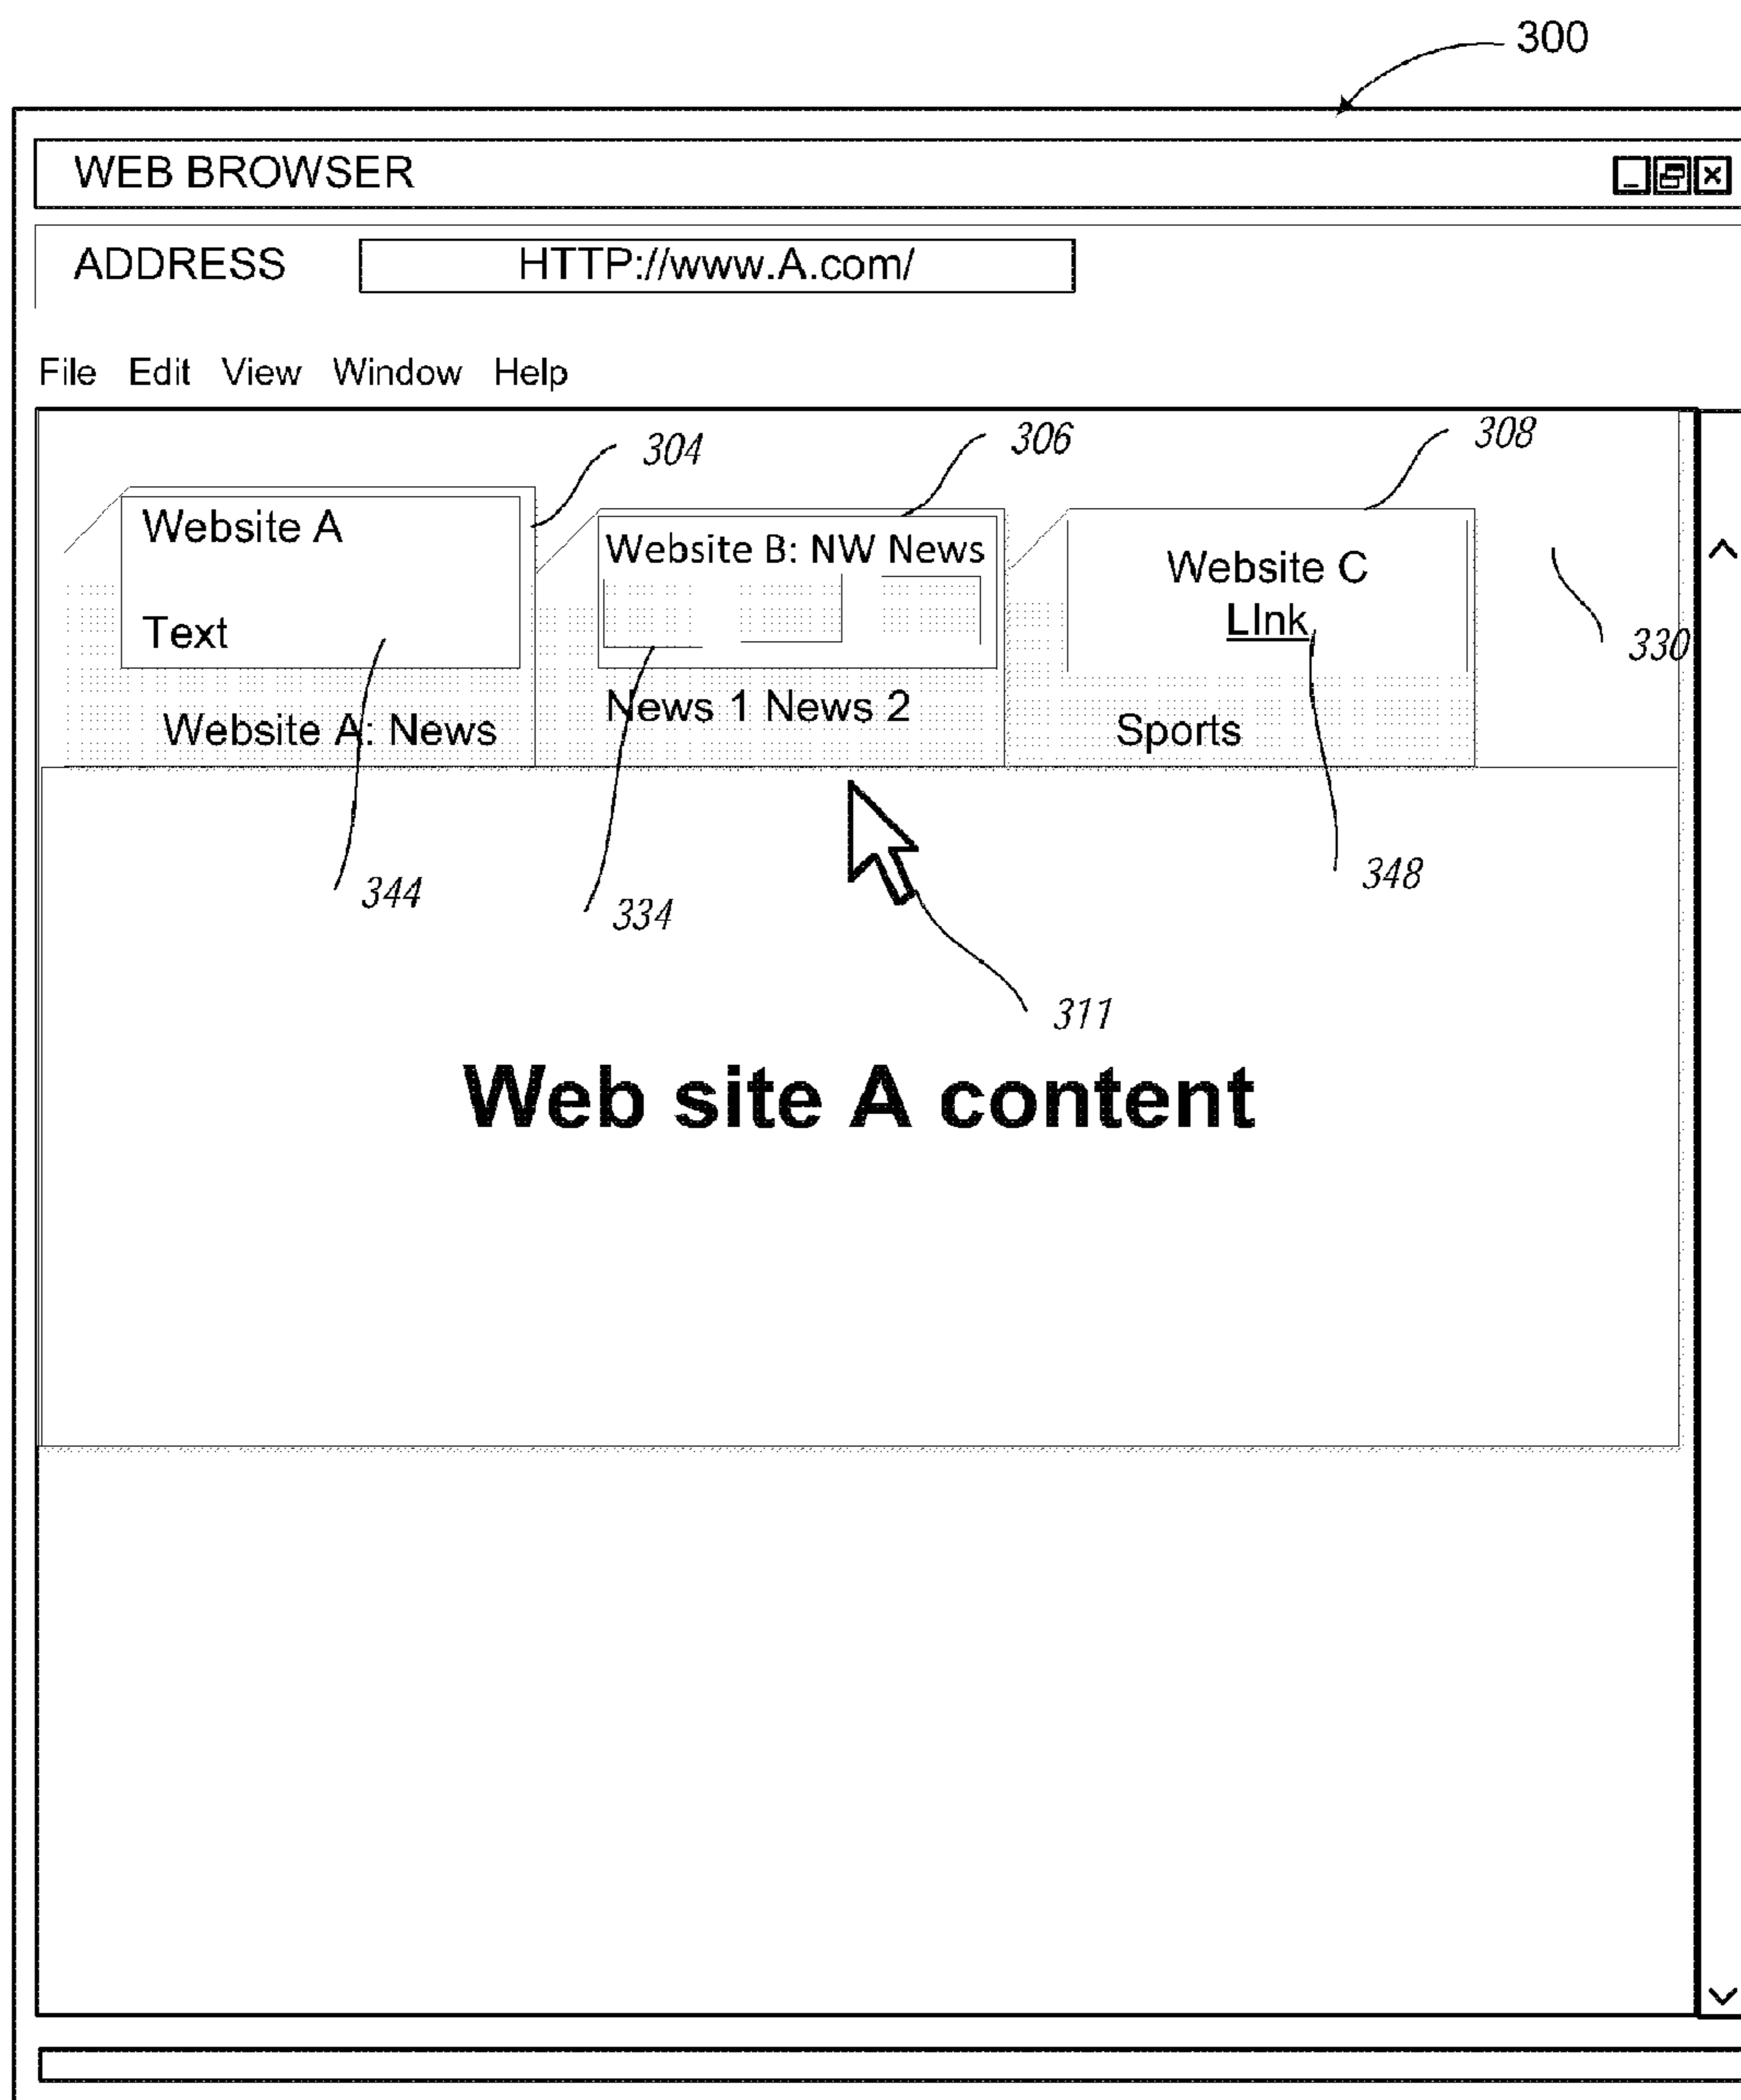 300
WEB BROWSER
ADDRESS HTTP://www.A.com/
File Edit View Window Help
304 306 308
Website A Website B: NW News Website C
Text LInk 330
Website A: News News 1 News 2 Sports
344 334 348
311
Web site A content